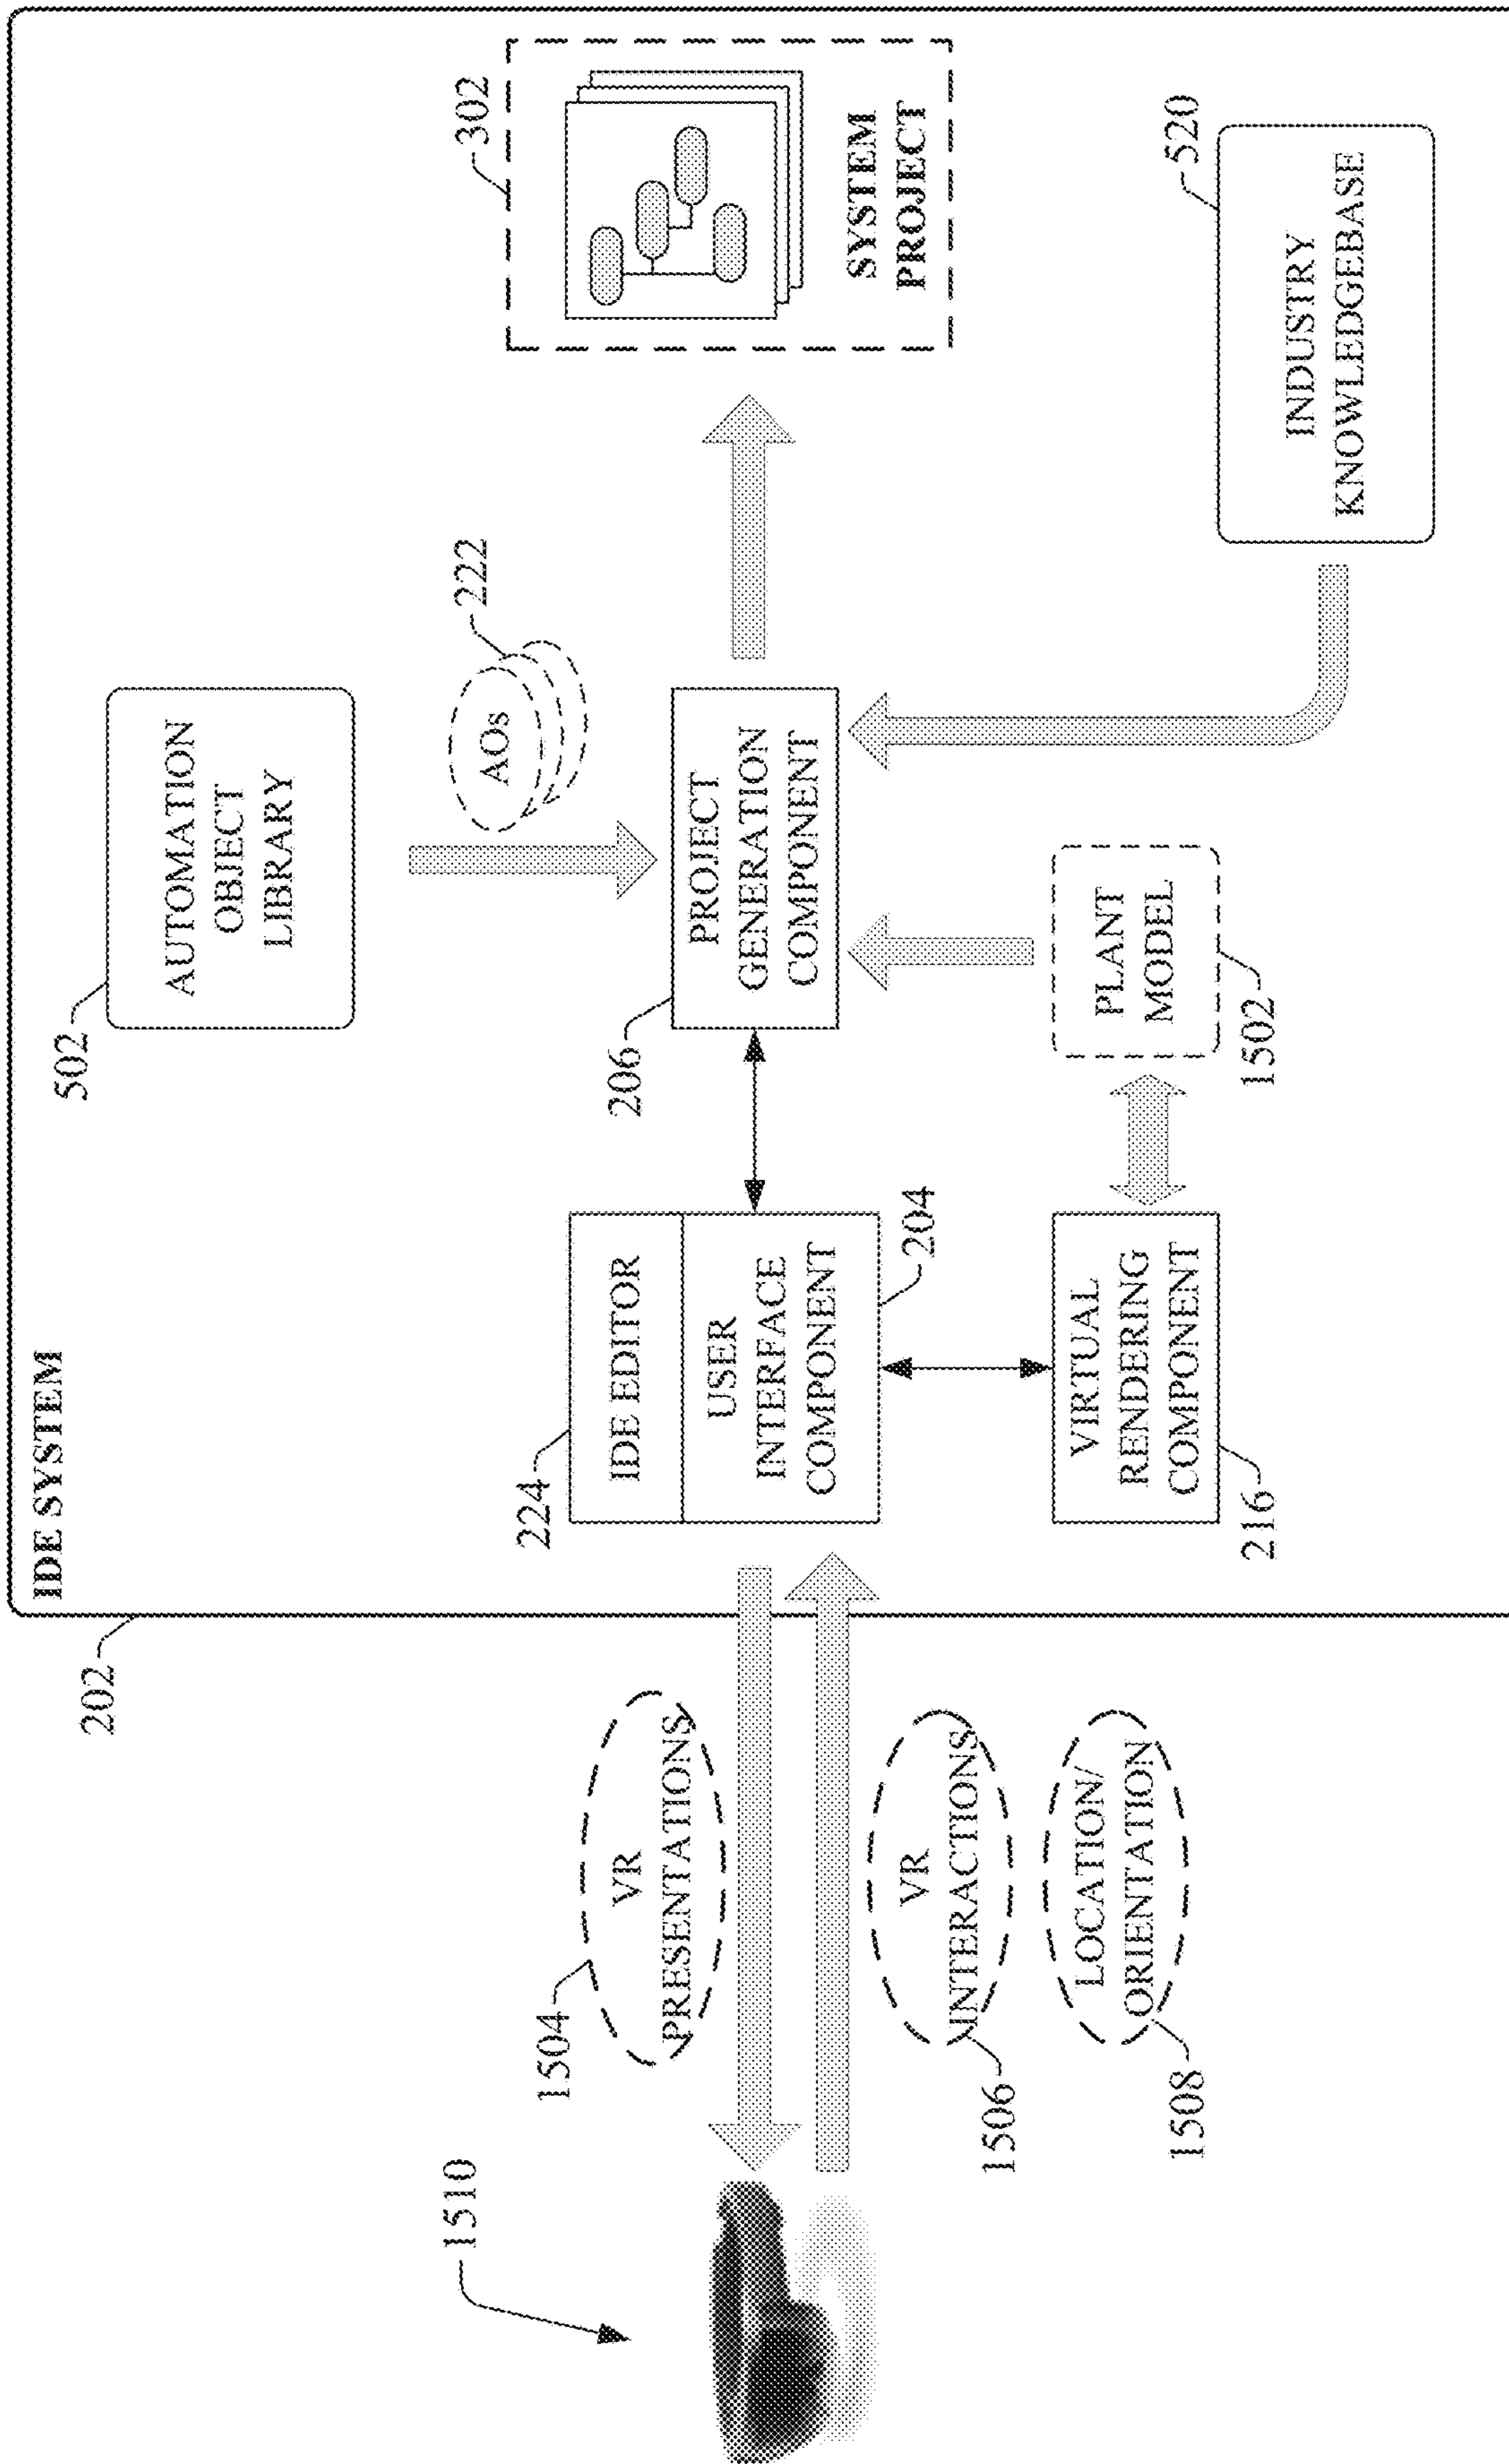 202
IDE SYSTEM
502
AUTOMATION
OBJECT
LIBRARY
222
AOs
302
SYSTEM
PROJECT
1510
1504
VR
PRESENTATIONS
224
IDE EDITOR
USER
INTERFACE
COMPONENT
204
206
PROJECT
GENERATION
COMPONENT
1506
VR
INTERACTIONS
1508
LOCATION/
ORIENTATION
216
VIRTUAL
RENDERING
COMPONENT
PLANT
MODEL
1502
520
INDUSTRY
KNOWLEDGEBASE